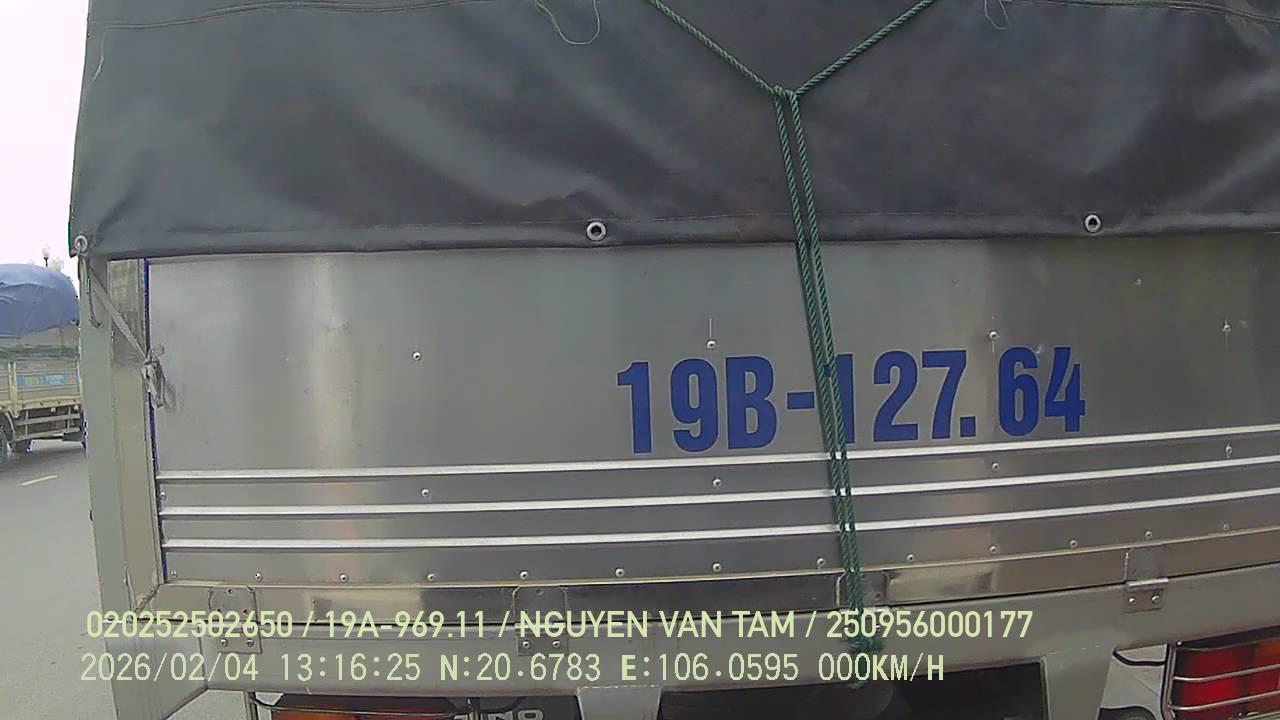 19B-127.64
020252502650 / 19A-969.11 / NGUYEN VAN TAM / 250956000177
2026/02/04 13:16:25 N:20.6783 E:106.0595 000KM/H